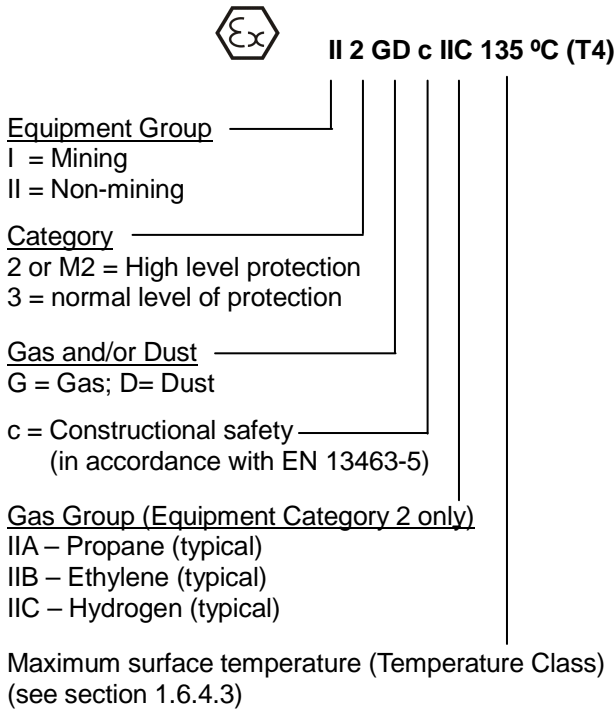 Ex II 2 GD c IIC 135 ºC (T4)
Equipment Group
I = Mining
II = Non-mining
Category
2 or M2 = High level protection
3 = normal level of protection
Gas and/or Dust
G = Gas; D= Dust
c = Constructional safety
(in accordance with EN 13463-5)
Gas Group (Equipment Category 2 only)
IIA – Propane (typical)
IIB – Ethylene (typical)
IIC – Hydrogen (typical)
Maximum surface temperature (Temperature Class)
(see section 1.6.4.3)